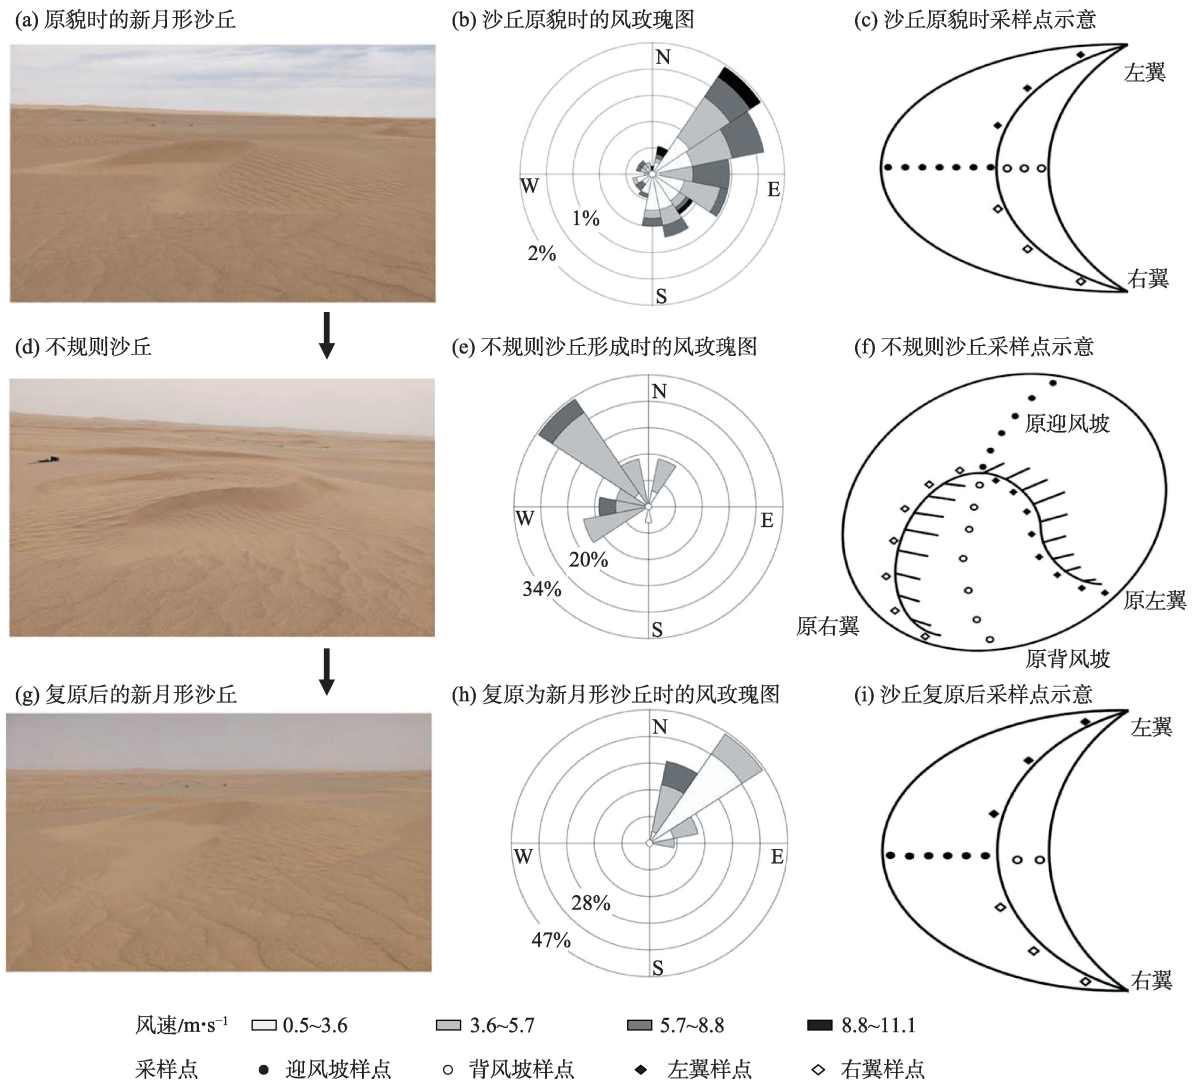 (a) 原貌时的新月形沙丘
(b) 沙丘原貌时的风玫瑰图
(c) 沙丘原貌时采样点示意
N
W
E
S
1%
2%
左翼
右翼
(d) 不规则沙丘
(e) 不规则沙丘形成时的风玫瑰图
(f) 不规则沙丘采样点示意
N
W
E
S
20%
34%
原迎风坡
原左翼
原右翼
原背风坡
(g) 复原后的新月形沙丘
(h) 复原为新月形沙丘时的风玫瑰图
(i) 沙丘复原后采样点示意
N
W
E
S
28%
47%
左翼
右翼
风速/m·s⁻¹ 0.5~3.6 3.6~5.7 5.7~8.8 8.8~11.1
采样点 迎风坡样点 背风坡样点 左翼样点 右翼样点